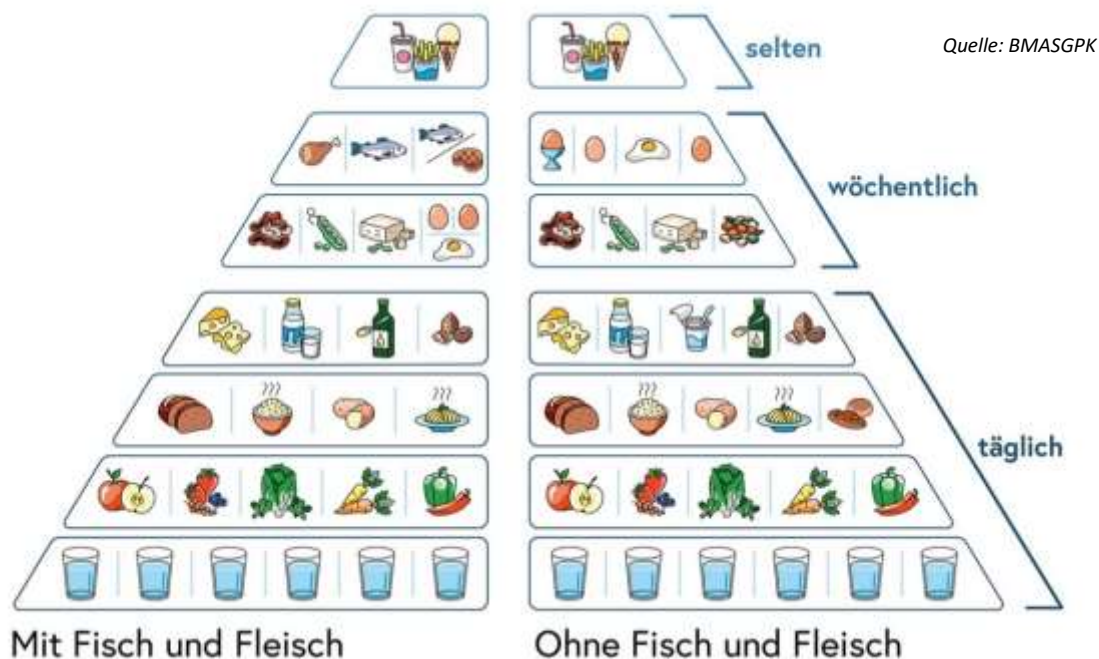 selten
Quelle: BMASGPK
wöchentlich
täglich
Mit Fisch und Fleisch
Ohne Fisch und Fleisch